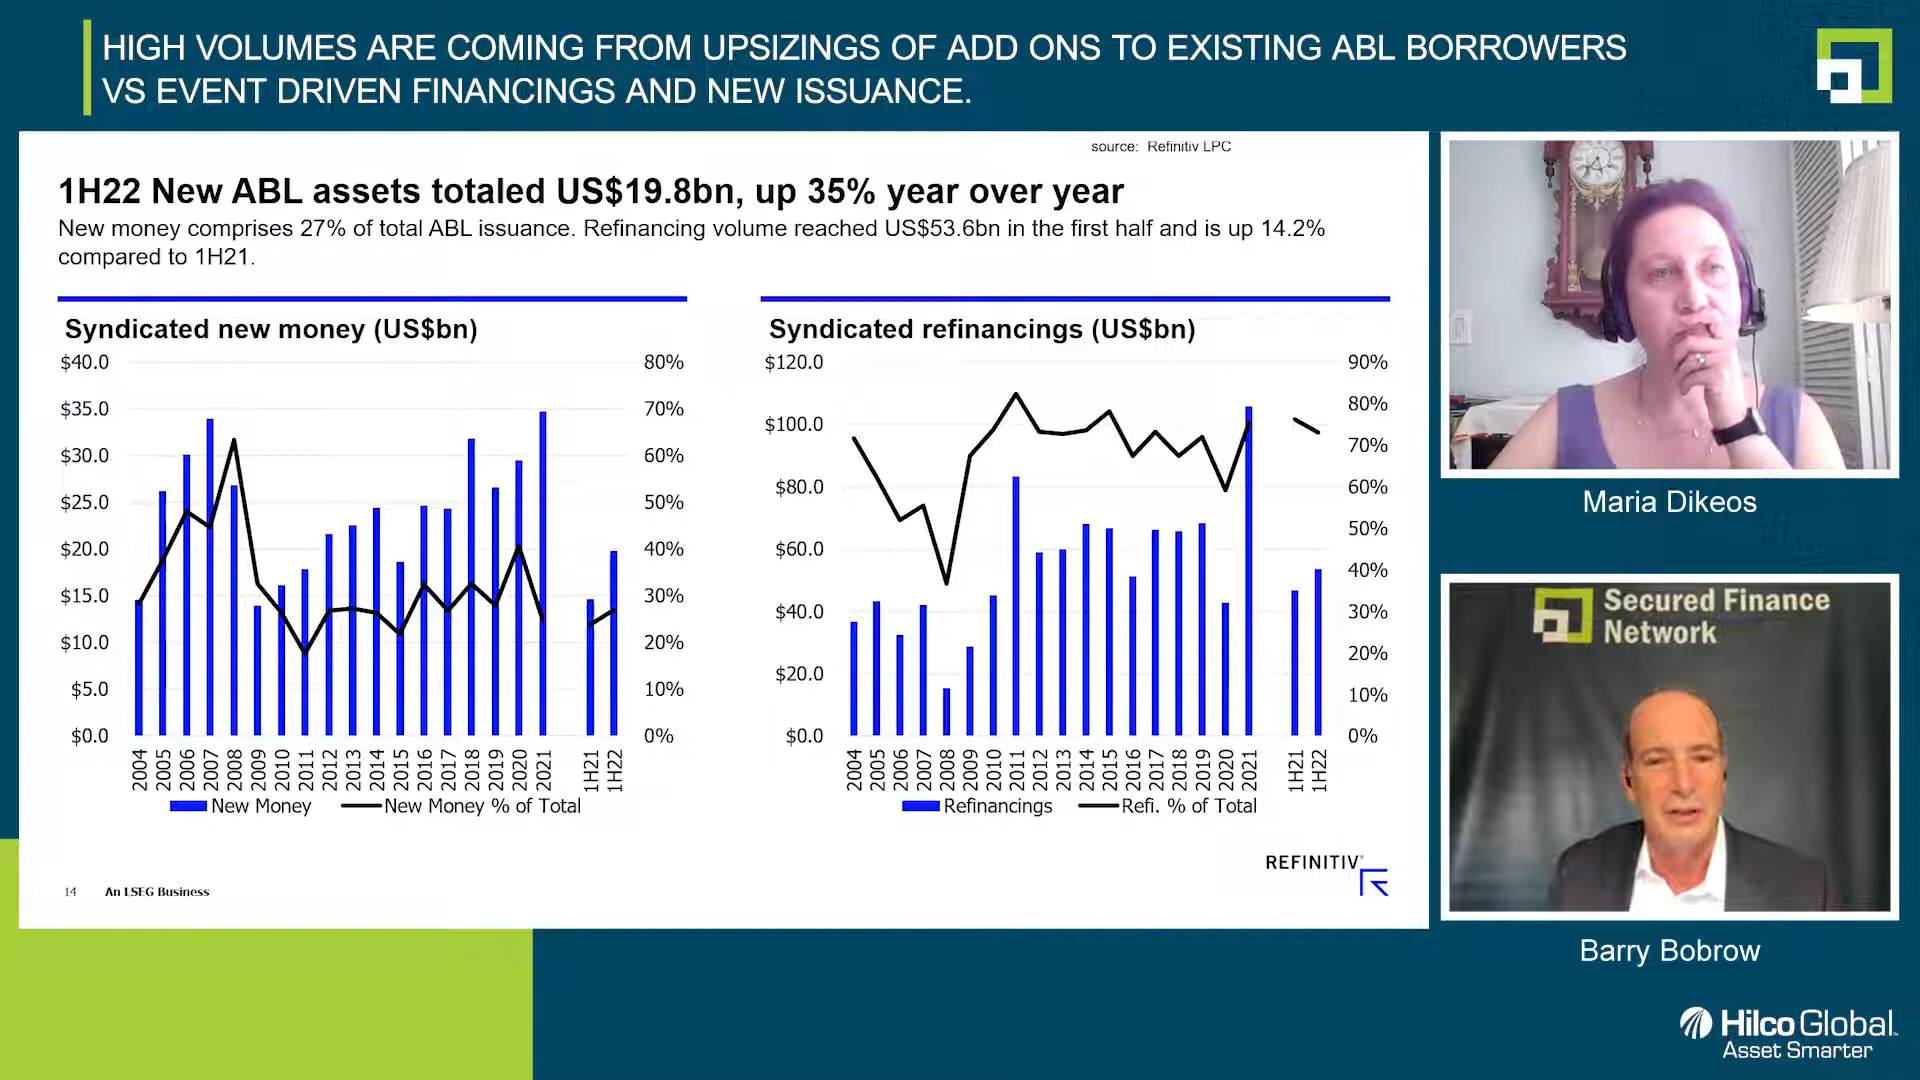 HIGH VOLUMES ARE COMING FROM UPSIZINGS OF ADD ONS TO EXISTING ABL BORROWERS
VS EVENT DRIVEN FINANCINGS AND NEW ISSUANCE.
source: Refinitiv LPC
1H22 New ABL assets totaled US$19.8bn, up 35% year over year
New money comprises 27% of total ABL issuance. Refinancing volume reached US$53.6bn in the first half and is up 14.2%
compared to 1H21.
Syndicated new money (US$bn)
$40.0 80%
$35.0 70%
$30.0 60%
$25.0 50%
$20.0 40%
$15.0 30%
$10.0 20%
$5.0 10%
$0.0 0%
2004 2005 2006 2007 2008 2009 2010 2011 2012 2013 2014 2015 2016 2017 2018 2019 2020 2021 1H21 1H22
New Money New Money % of Total
Syndicated refinancings (US$bn)
$120.0 90%
80%
$100.0
70%
$80.0 60%
50%
$60.0
40%
$40.0 30%
20%
$20.0
10%
$0.0 0%
2004 2005 2006 2007 2008 2009 2010 2011 2012 2013 2014 2015 2016 2017 2018 2019 2020 2021 1H21 1H22
Refinancings Refi. % of Total
REFINITIV
14 An LSEG Business
Maria Dikeos
Secured Finance
Network
Barry Bobrow
Hilco Global
Asset Smarter